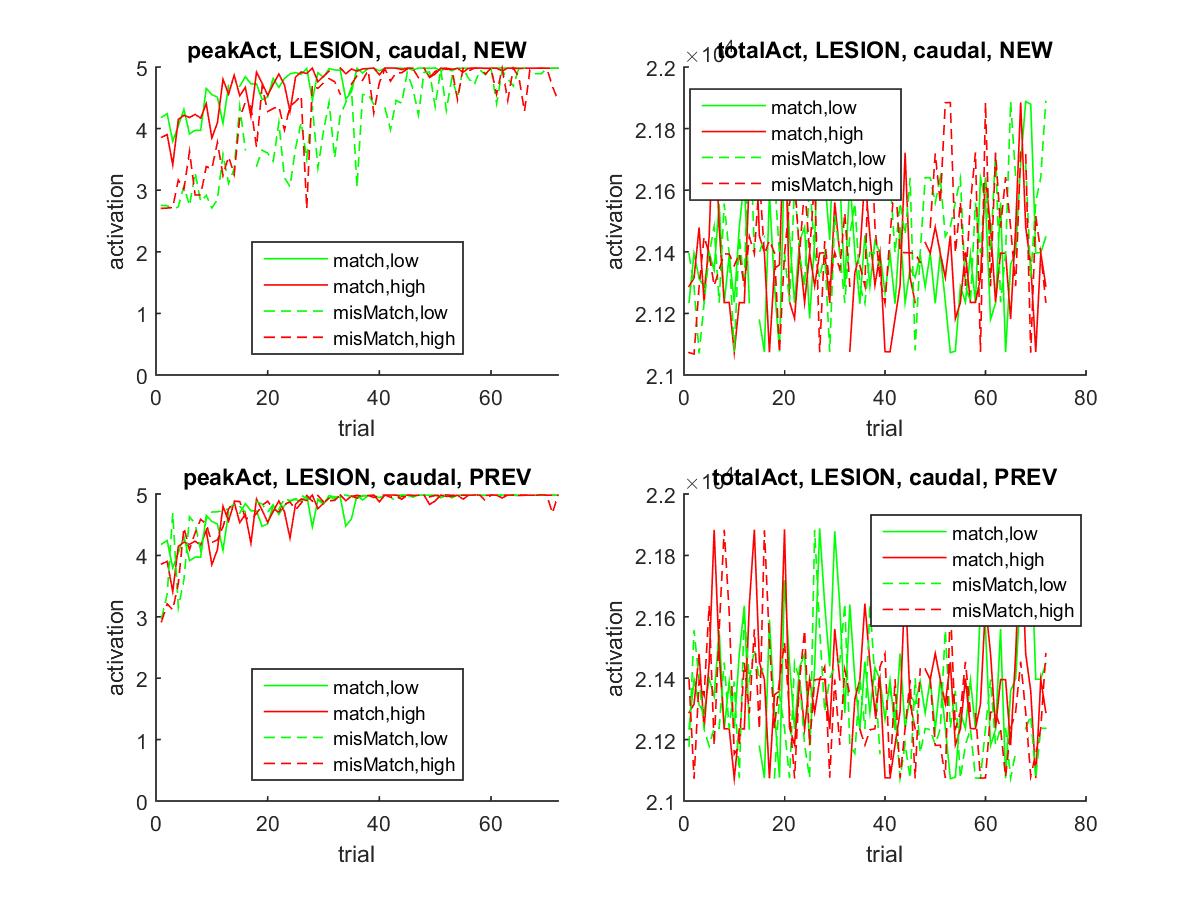 peakAct, LESION, caudal, NEW
5
4
3
2
1
0
activation
match,low
match,high
misMatch,low
misMatch,high
0
20
40
60
trial
×10⁴
totalAct, LESION, caudal, NEW
2.2
2.18
2.16
2.14
2.12
2.1
activation
match,low
match,high
misMatch,low
misMatch,high
0
20
40
60
80
trial
peakAct, LESION, caudal, PREV
5
4
3
2
1
0
activation
match,low
match,high
misMatch,low
misMatch,high
0
20
40
60
trial
×10⁴
totalAct, LESION, caudal, PREV
2.2
2.18
2.16
2.14
2.12
2.1
activation
match,low
match,high
misMatch,low
misMatch,high
0
20
40
60
80
trial